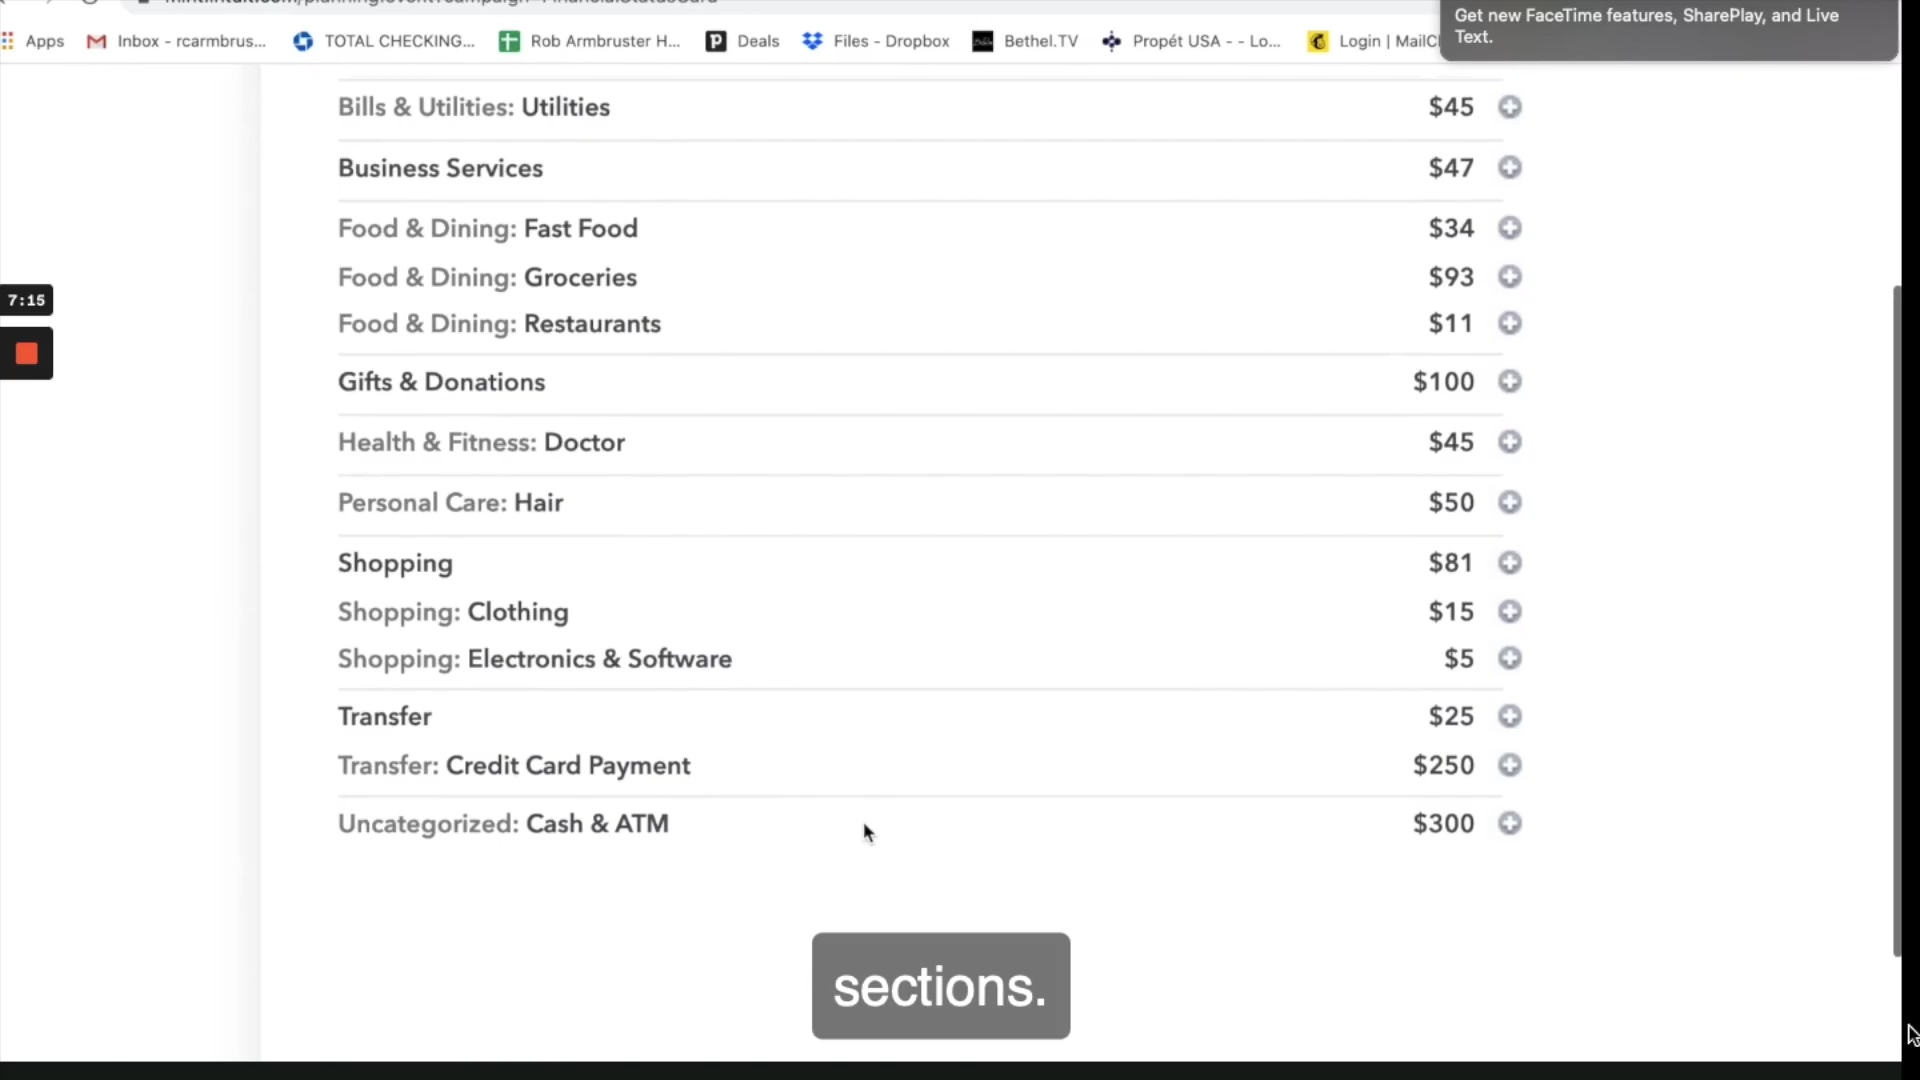 Get new FaceTime features, SharePlay, and Live
Text.
Apps Inbox - rcarmbrus... TOTAL CHECKING... Rob Armbruster H... Deals Files - Dropbox Bethel.TV Propét USA - - Lo... Login | MailC
Bills & Utilities: Utilities $45
Business Services $47
Food & Dining: Fast Food $34
7:15
Food & Dining: Groceries $93
Food & Dining: Restaurants $11
Gifts & Donations $100
Health & Fitness: Doctor $45
Personal Care: Hair $50
Shopping $81
Shopping: Clothing $15
Shopping: Electronics & Software $5
Transfer $25
Transfer: Credit Card Payment $250
Uncategorized: Cash & ATM $300
sections.